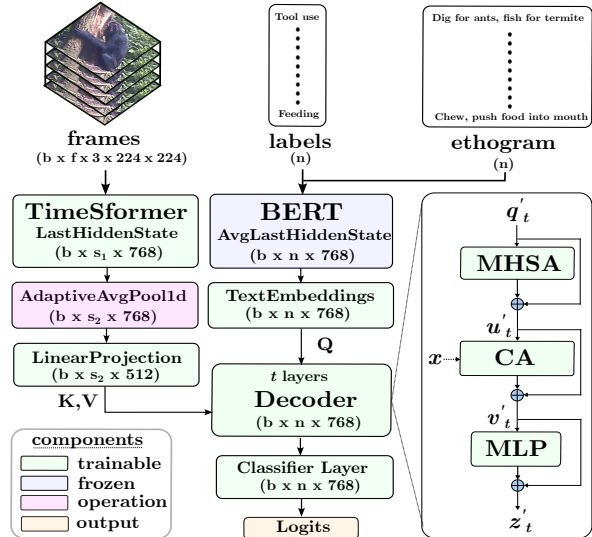 Tool use
Feeding
Dig for ants, fish for termite
Chew, push food into mouth
frames
(b x f x 3 x 224 x 224)
labels
(n)
ethogram
(n)
TimeSformer
LastHiddenState
(b x s₁ x 768)
BERT
AvgLastHiddenState
(b x n x 768)
AdaptiveAvgPool1d
(b x s₂ x 768)
TextEmbeddings
(b x n x 768)
LinearProjection
(b x s₂ x 512)
Q
K,V
t layers
Decoder
(b x n x 768)
Classifier Layer
(b x n x 768)
Logits
components
trainable
frozen
operation
output
q'ₜ
MHSA
u'ₜ
x
CA
v'ₜ
MLP
z'ₜ